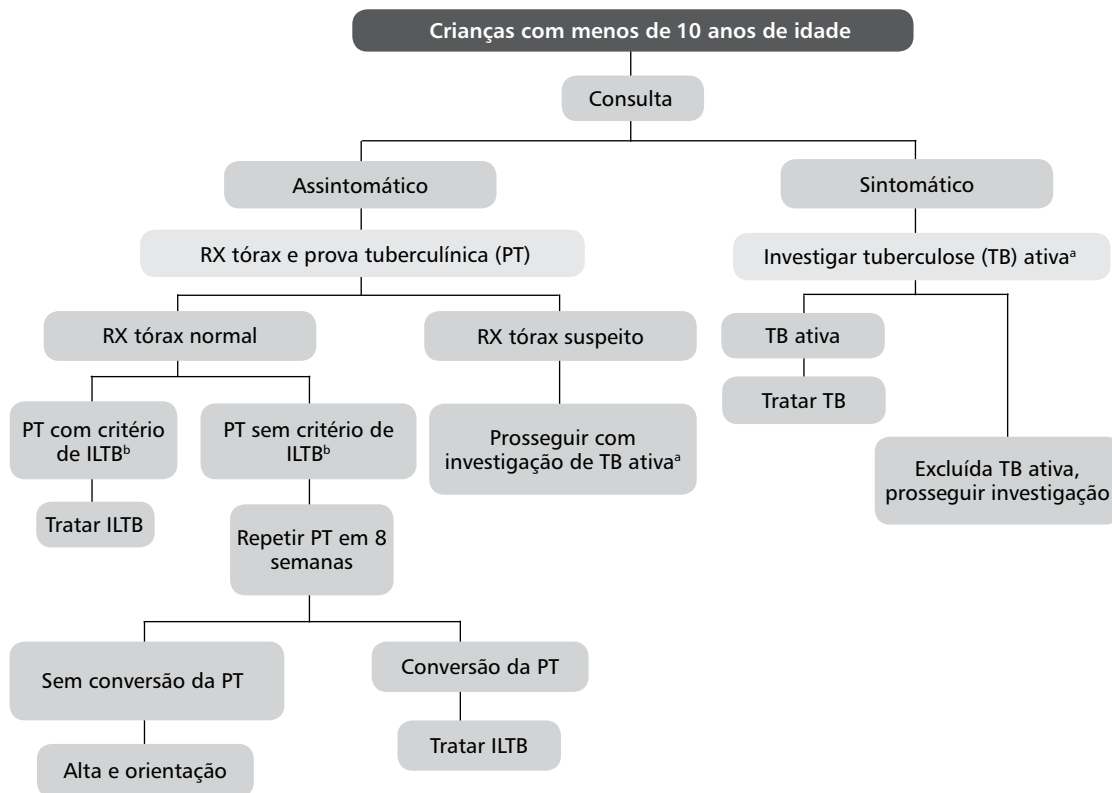 Crianças com menos de 10 anos de idade
Consulta
Assintomático
Sintomático
RX tórax e prova tuberculínica (PT)
Investigar tuberculose (TB) ativaᵃ
RX tórax normal
RX tórax suspeito
TB ativa
Tratar TB
PT com critério
de ILTBᵇ
PT sem critério de
ILTBᵇ
Prosseguir com
investigação de TB ativaᵃ
Excluída TB ativa,
prosseguir investigação
Tratar ILTB
Repetir PT em 8
semanas
Sem conversão da PT
Conversão da PT
Alta e orientação
Tratar ILTB